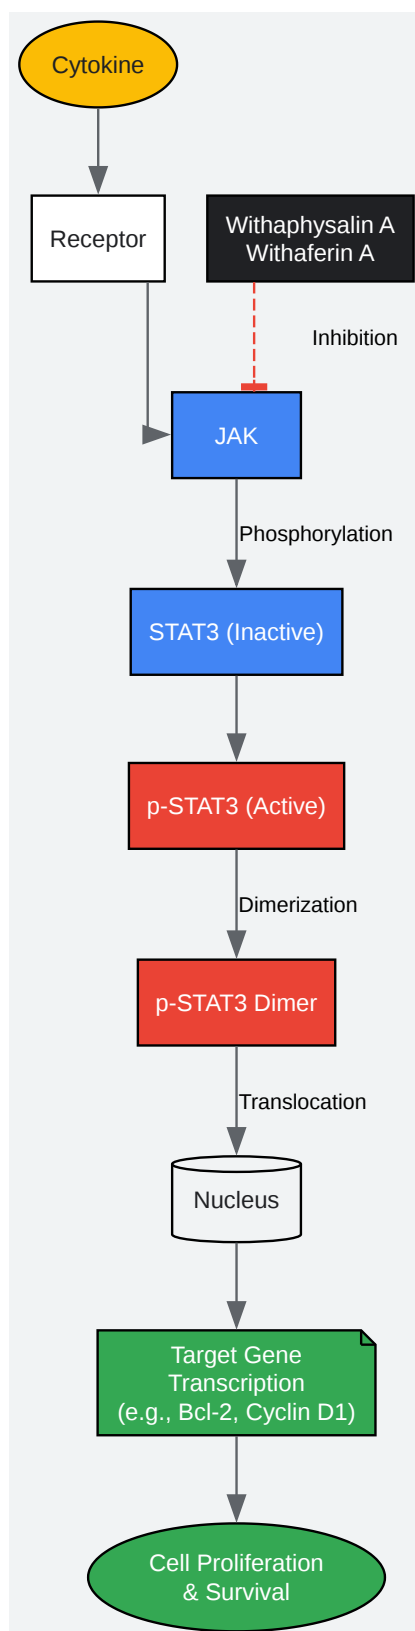 Cytokine
Receptor
Withaphysalin A
Withaferin A
Inhibition
JAK
Phosphorylation
STAT3 (Inactive)
p-STAT3 (Active)
Dimerization
p-STAT3 Dimer
Translocation
Nucleus
Target Gene
Transcription
(e.g., Bcl-2, Cyclin D1)
Cell Proliferation
& Survival